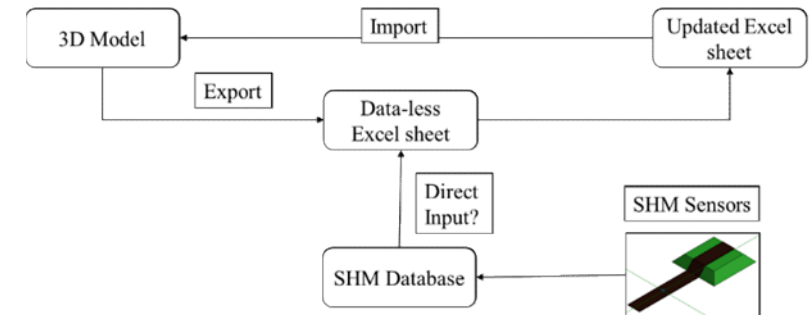 3D Model
Import
Updated Excel
sheet
Export
Data-less
Excel sheet
Direct
Input?
SHM Sensors
SHM Database